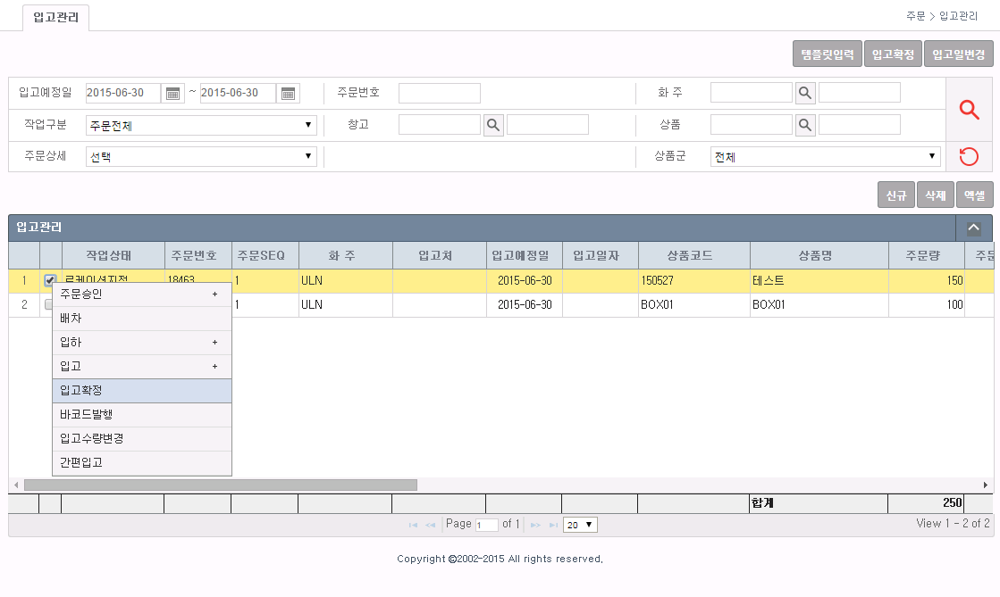 입고관리
주문 > 입고관리
템플릿입력 입고확정 입고일변경
입고예정일 2015-06-30 ~ 2015-06-30 주문번호 화 주
작업구분 주문전체 창고 상품
주문상세 선택 상품군 전체
신규 삭제 엑셀
입고관리
작업상태 주문번호 주문SEQ 화 주 입고처 입고예정일 입고일자 상품코드 상품명 주문량 주문
1 로케이션지정 18463 1 ULN 2015-06-30 150527 테스트 150
2 1 ULN 2015-06-30 BOX01 BOX01 100
주문승인 +
배차
입하 +
입고 +
입고확정
바코드발행
입고수량변경
간편입고
합계 250
Page 1 of 1 20 View 1 - 2 of 2
Copyright ©2002-2015 All rights reserved.